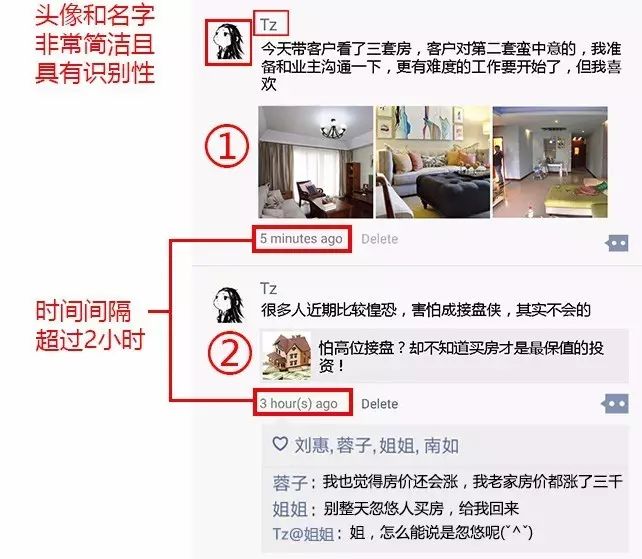 头像和名字
非常简洁且
具有识别性
Tz
今天带客户看了三套房，客户对第二套蛮中意的，我准
备和业主沟通一下，更有难度的工作要开始了，但我喜
欢
①
5 minutes ago
Delete
时间间隔
超过2小时
Tz
很多人近期比较惶恐，害怕成接盘侠，其实不会的
②
怕高位接盘？却不知道买房才是最保值的投
资！
3 hour(s) ago
Delete
刘惠, 蓉子, 姐姐, 南如
蓉子：我也觉得房价还会涨，我老家房价都涨了三千
姐姐：别整天忽悠人买房，给我回来
Tz@姐姐：姐，怎么能说是忽悠呢(ˇ^ˇ)